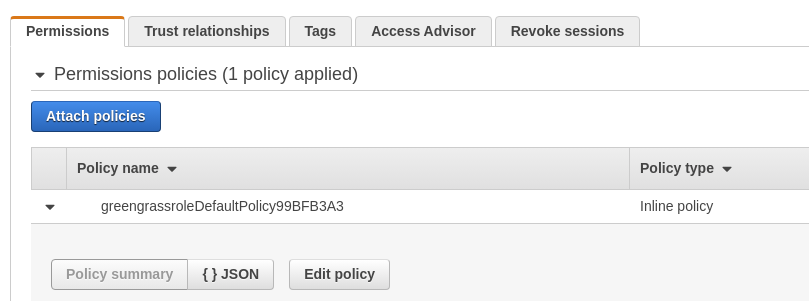 Permissions Trust relationships Tags Access Advisor Revoke sessions
Permissions policies (1 policy applied)
Attach policies
Policy name Policy type
greengrassroleDefaultPolicy99BFB3A3 Inline policy
Policy summary { } JSON Edit policy